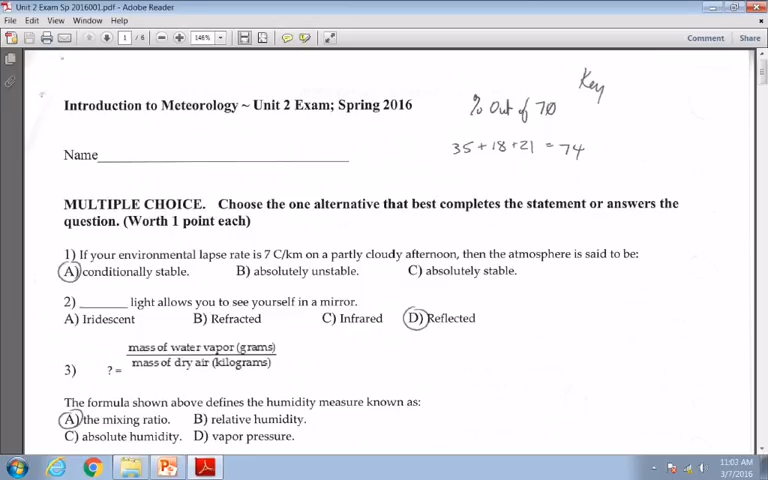 Unit 2 Exam Sp 2016001.pdf - Adobe Reader
File Edit View Window Help
1 / 6 146% Comment Share
Key
Introduction to Meteorology ~ Unit 2 Exam; Spring 2016 % Out of 70
35 + 18 + 21 = 74
Name
MULTIPLE CHOICE. Choose the one alternative that best completes the statement or answers the
question. (Worth 1 point each)
1) If your environmental lapse rate is 7 C/km on a partly cloudy afternoon, then the atmosphere is said to be:
A) conditionally stable. B) absolutely unstable. C) absolutely stable.
2) ________ light allows you to see yourself in a mirror.
A) Iridescent B) Refracted C) Infrared D) Reflected
mass of water vapor (grams)
3) ? = mass of dry air (kilograms)
The formula shown above defines the humidity measure known as:
A) the mixing ratio. B) relative humidity.
C) absolute humidity. D) vapor pressure.
11:02 AM
3/7/2016